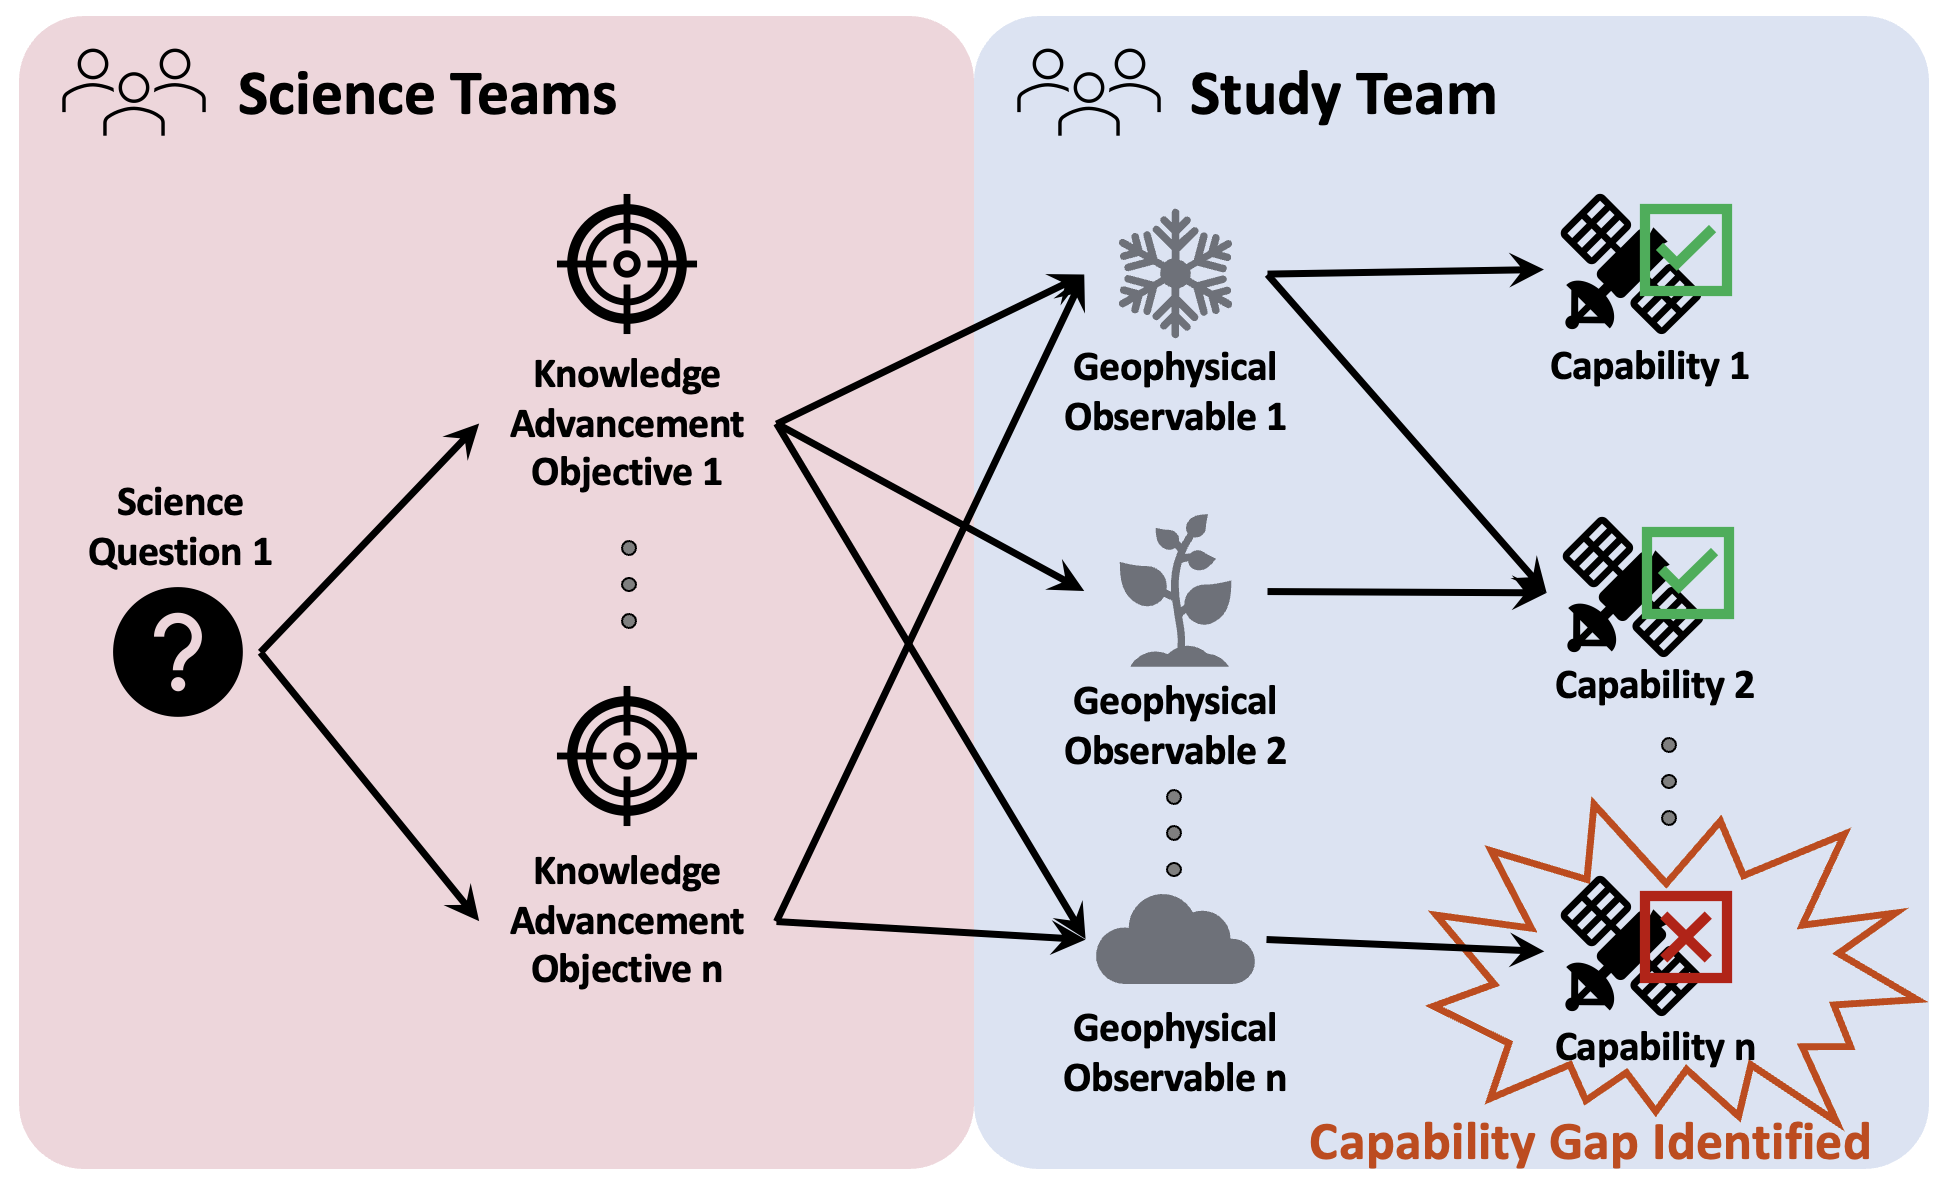 Science Teams
Study Team
Science
Question 1
Knowledge
Advancement
Objective 1
Knowledge
Advancement
Objective n
Geophysical
Observable 1
Geophysical
Observable 2
Geophysical
Observable n
Capability 1
Capability 2
Capability n
Capability Gap Identified